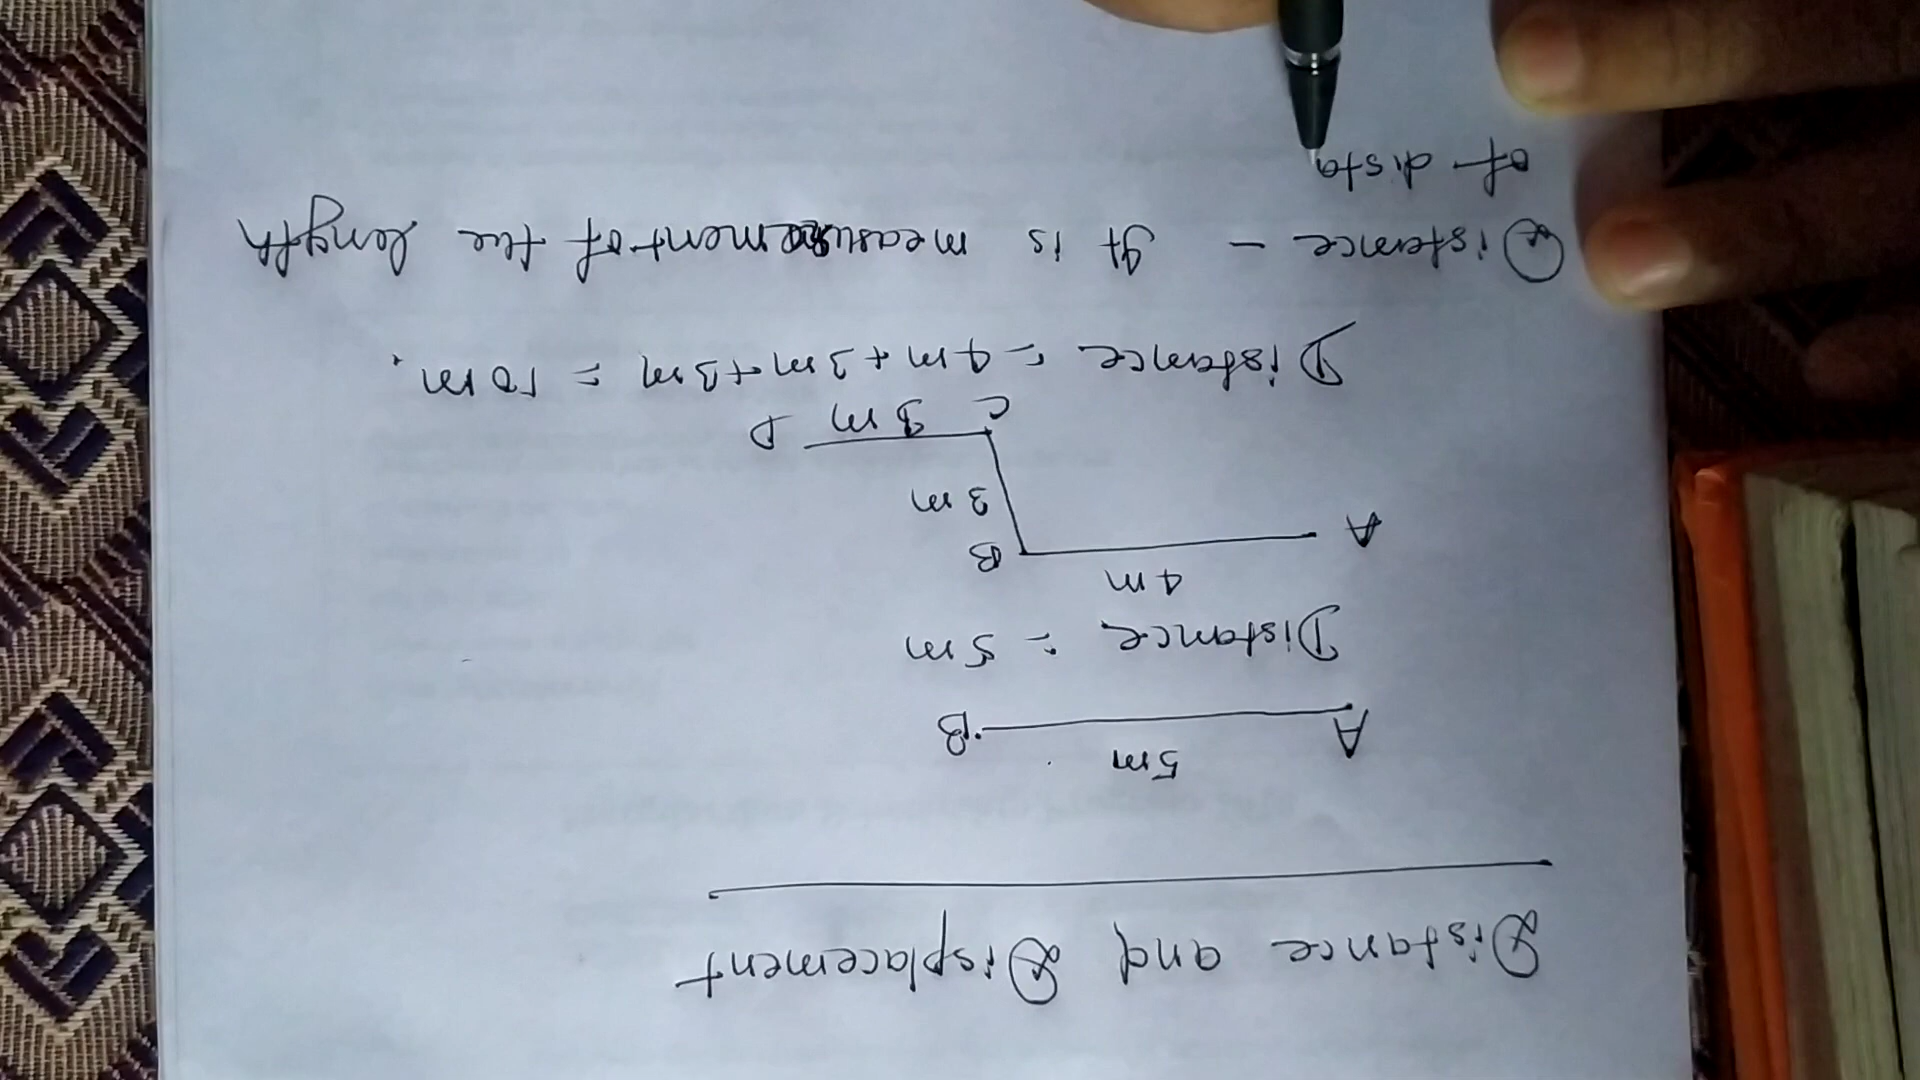 Distance and Displacement
5m
A B
Distance = 5m
4m
A B
3m
C 3m D
Distance = 4m + 3m + 3m = 10m.
Distance - It is measurement of the length
of dista